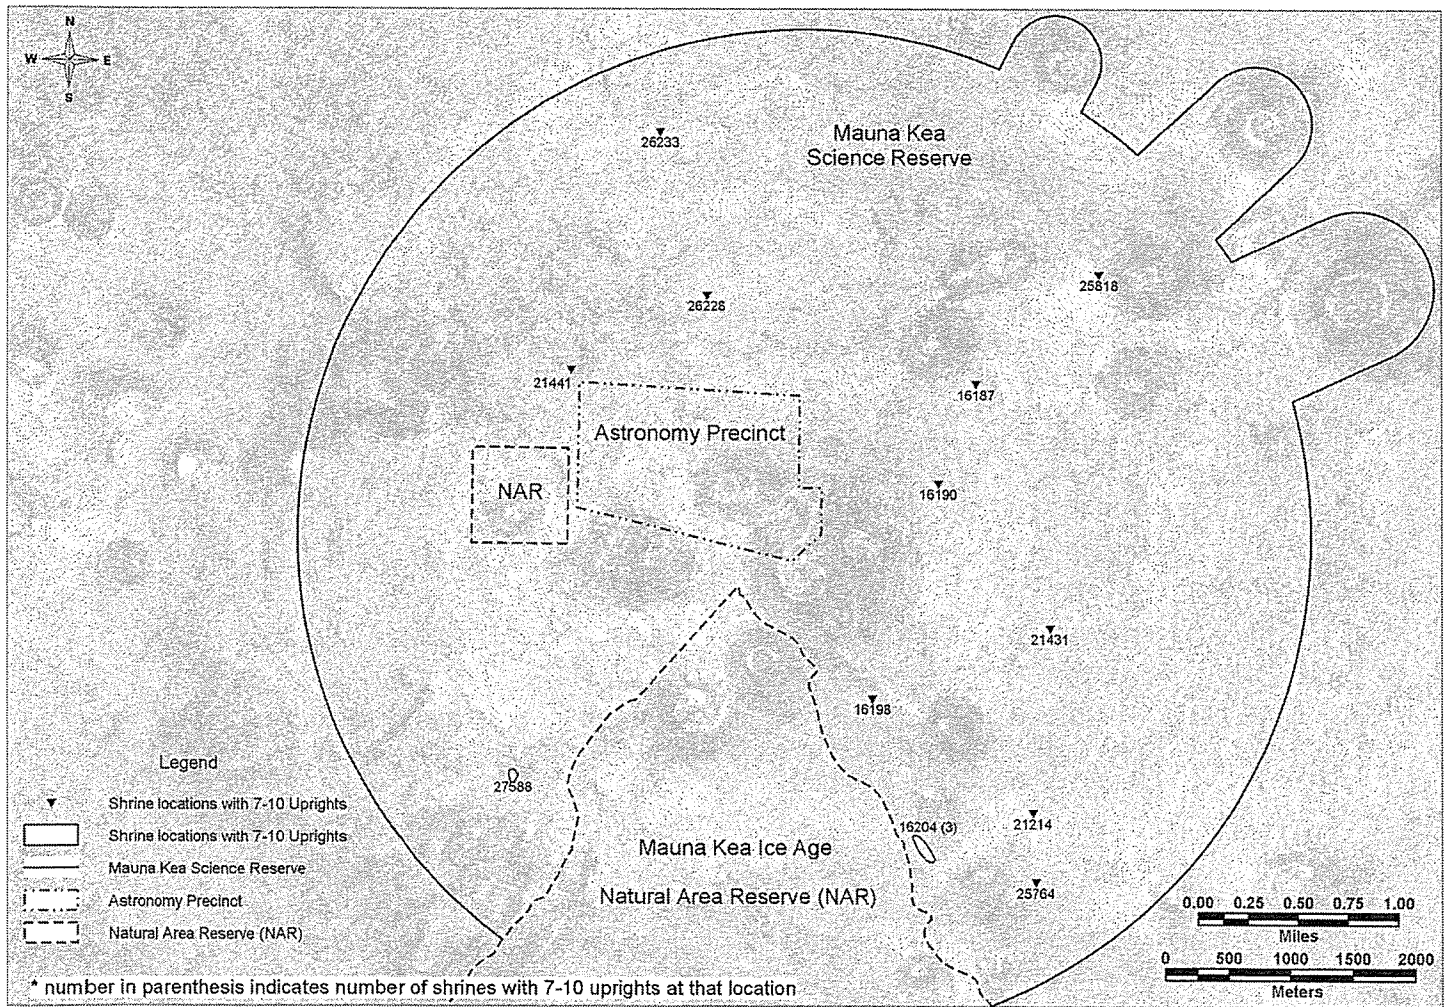 N
W E
S
Mauna Kea
Science Reserve
26233
25818
26228
21441
16187
Astronomy Precinct
NAR
16190
21431
16198
27588
Legend
Shrine locations with 7-10 Uprights
Shrine locations with 7-10 Uprights
Mauna Kea Science Reserve
Astronomy Precinct
Natural Area Reserve (NAR)
21214
16204 (3)
Mauna Kea Ice Age
Natural Area Reserve (NAR)
25764
0.00 0.25 0.50 0.75 1.00
Miles
0 500 1000 1500 2000
Meters
* number in parenthesis indicates number of shrines with 7-10 uprights at that location